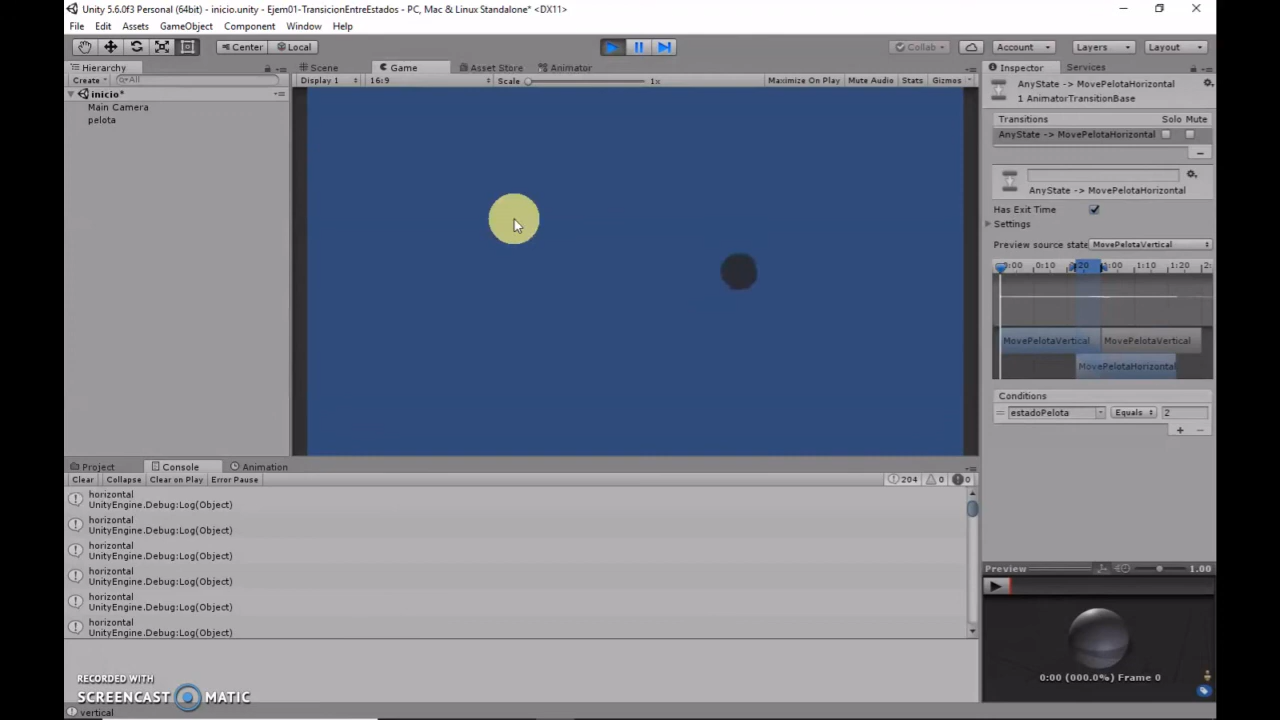 Unity 5.6.0f3 Personal (64bit) - inicio.unity - Ejem01-TransicionEntreEstados - PC, Mac & Linux Standalone* <DX11>
File Edit Assets GameObject Component Window Help
Center Local Collab Account Layers Layout
Hierarchy Scene Game Asset Store Animator Inspector Services
Create All Display 1 16:9 Scale 1x Maximize On Play Mute Audio Stats Gizmos
AnyState -> MovePelotaHorizontal
1 AnimatorTransitionBase
inicio*
Main Camera
pelota
Transitions Solo Mute
AnyState -> MovePelotaHorizontal
AnyState -> MovePelotaHorizontal
Has Exit Time
Settings
Preview source state MovePelotaVertical
0:00 0:10 0:20 1:00 1:10 1:20 2:
MovePelotaVertical MovePelotaVertical
MovePelotaHorizontal
Conditions
estadoPelota Equals 2
Project Console Animation
Clear Collapse Clear on Play Error Pause 204 0 0
horizontal
UnityEngine.Debug:Log(Object)
horizontal
UnityEngine.Debug:Log(Object)
horizontal
UnityEngine.Debug:Log(Object)
horizontal
UnityEngine.Debug:Log(Object)
horizontal
UnityEngine.Debug:Log(Object)
horizontal
UnityEngine.Debug:Log(Object)
Preview 1.00
0:00 (000.0%) Frame 0
RECORDED WITH
SCREENCAST MATIC
vertical